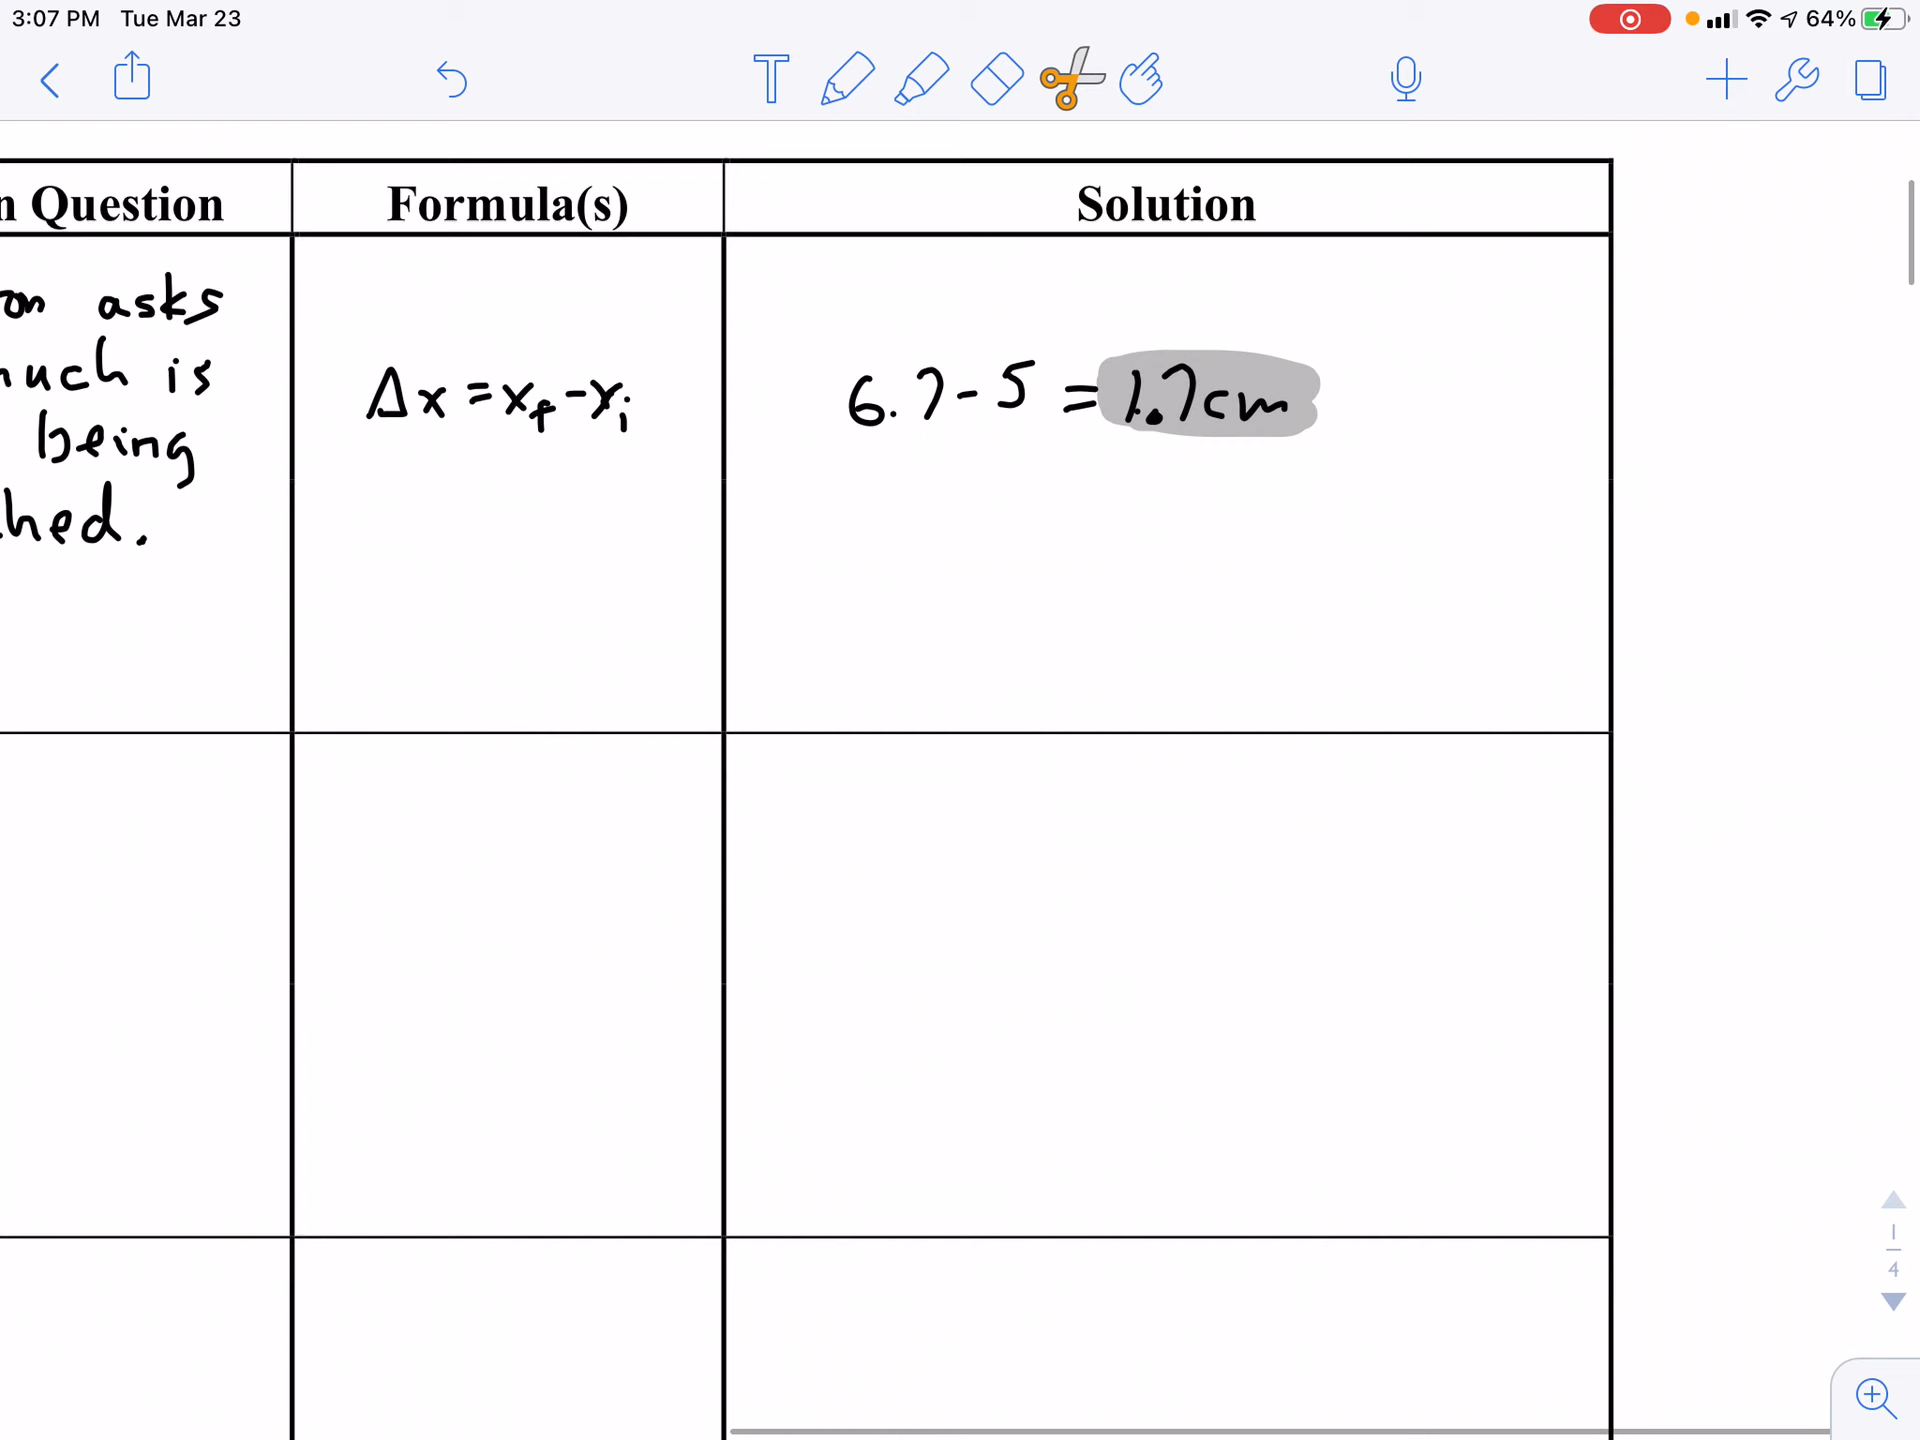 3:07 PM Tue Mar 23
64%
T
n Question
Formula(s)
Solution
on asks
much is
being
hed.
Δx = xf - xi
6.7 - 5 = 1.7cm
1
4